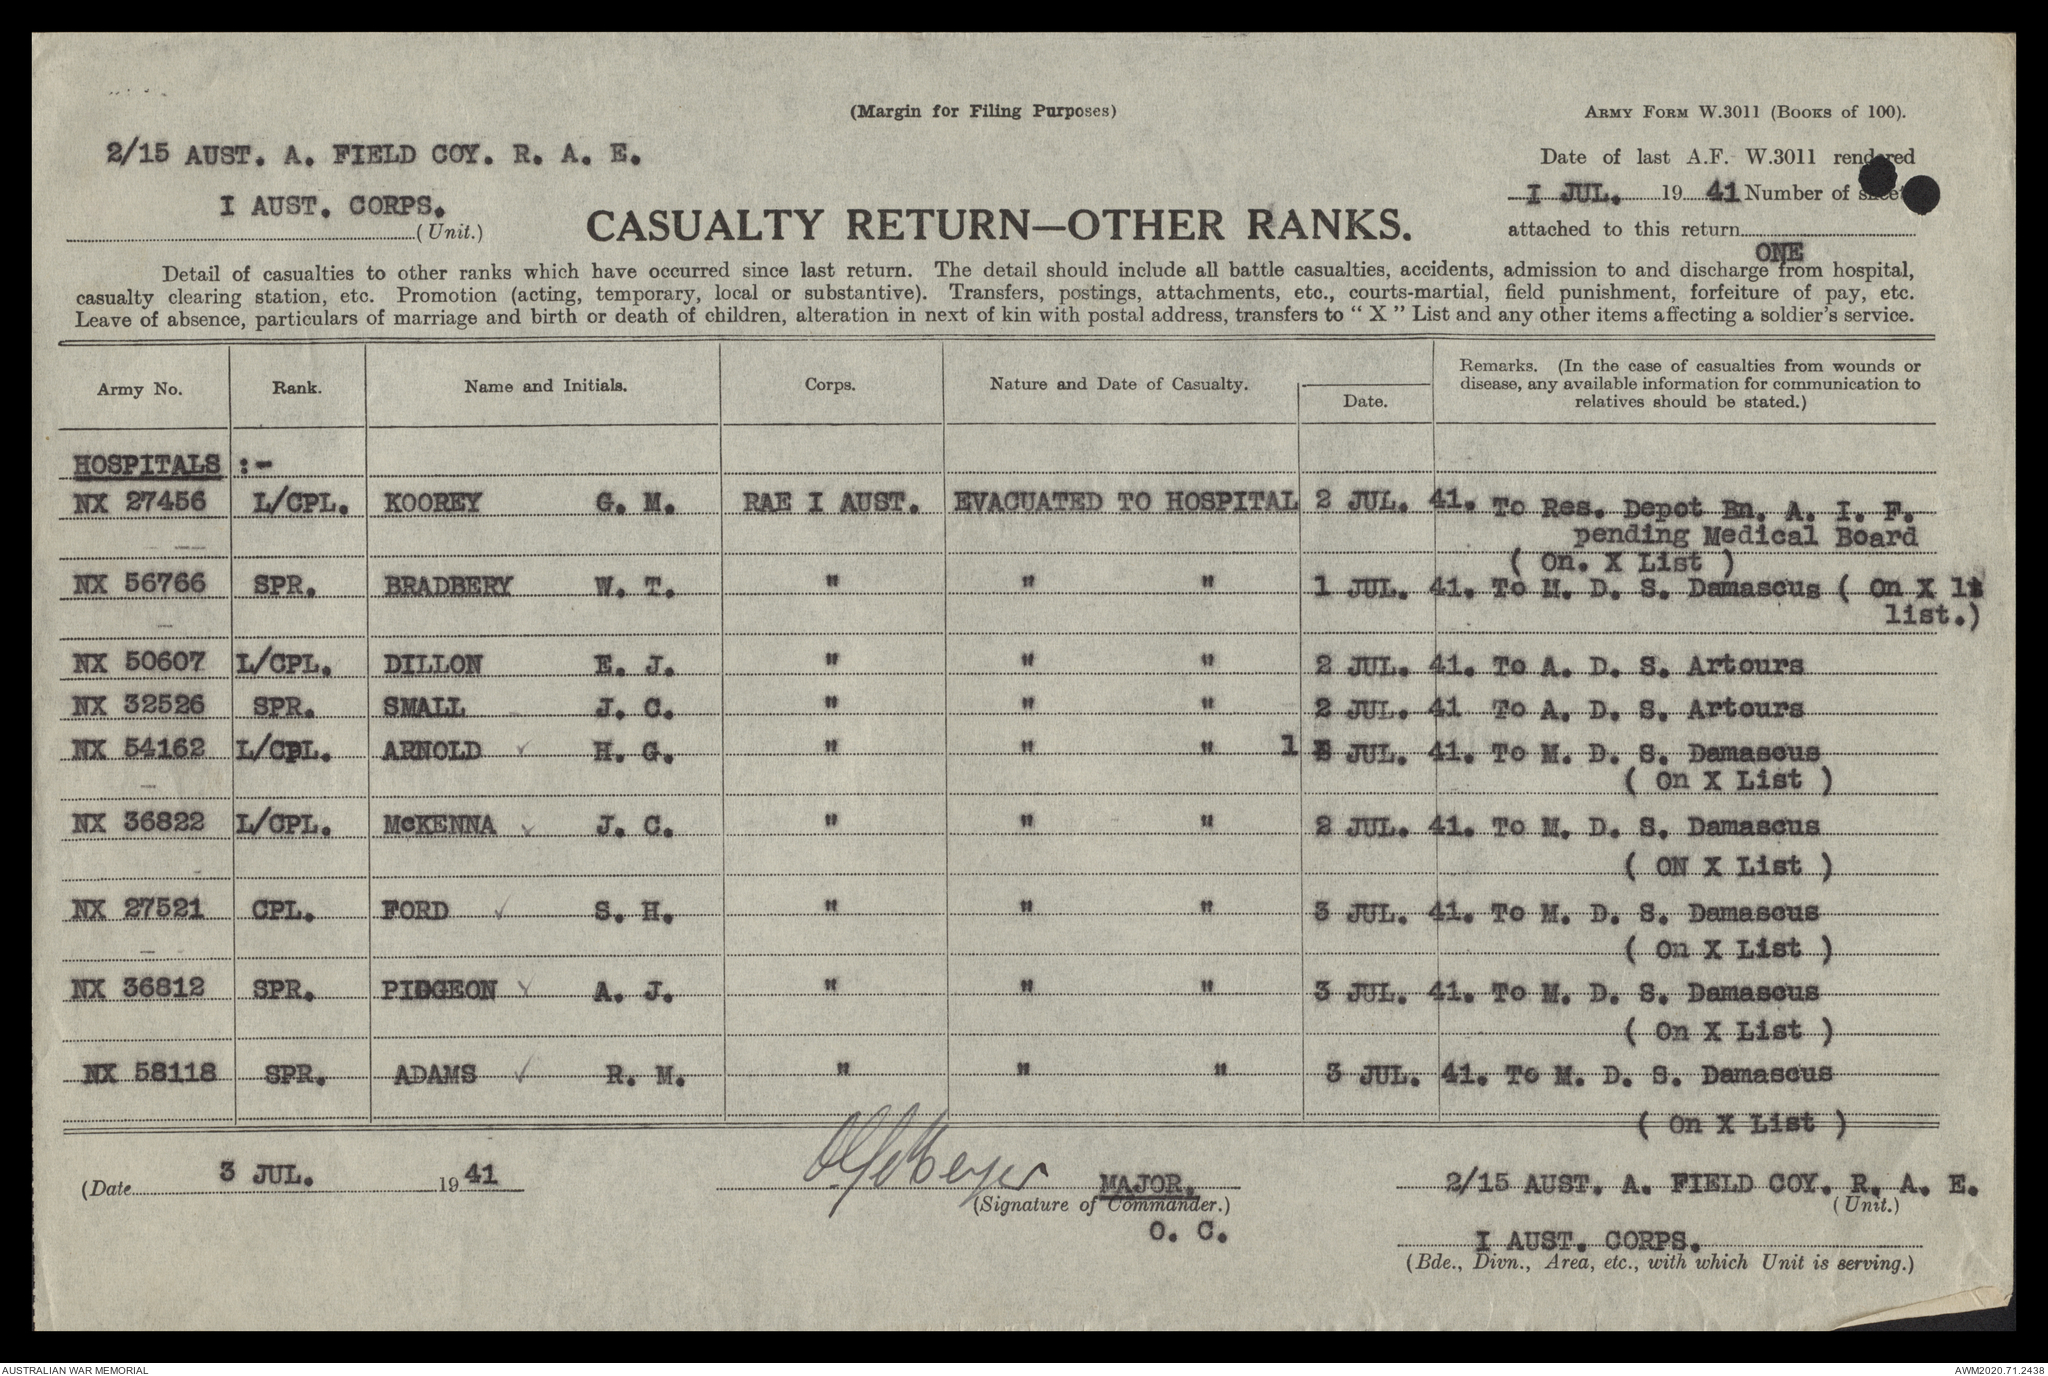 (Margin for Filing Purposes)
ARMY FORM W.3011 (BOOKS of 100).
2/15 AUST. A. FIELD COY. R. A. E.
I AUST. CORPS.
(Unit.)
CASUALTY RETURN—OTHER RANKS.
Date of last A.F. W.3011 rendered
I JUL. 19 41 Number of sheets
attached to this return
ONE
Detail of casualties to other ranks which have occurred since last return. The detail should include all battle casualties, accidents, admission to and discharge from hospital,
casualty clearing station, etc. Promotion (acting, temporary, local or substantive). Transfers, postings, attachments, etc., courts-martial, field punishment, forfeiture of pay, etc.
Leave of absence, particulars of marriage and birth or death of children, alteration in next of kin with postal address, transfers to " X " List and any other items affecting a soldier's service.
Army No. Rank. Name and Initials. Corps. Nature and Date of Casualty. Date.
Remarks. (In the case of casualties from wounds or
disease, any available information for communication to
relatives should be stated.)
HOSPITALS :-
NX 27456 L/CPL. KOOREY G. M. RAE I AUST. EVACUATED TO HOSPITAL 2 JUL. 41. To Res. Depot Bn. A. I. F.
pending Medical Board
( On. X List )
NX 56766 SPR. BRADBERY W. T. " " " 1 JUL. 41. To M. D. S. Damascus ( On X li
list.)
NX 50607 L/CPL. DILLON E. J. " " " 2 JUL. 41. To A. D. S. Artours
NX 32526 SPR. SMALL J. C. " " " 2 JUL. 41 To A. D. S. Artours
NX 54162 L/CPL. ARNOLD H. G. " " " 1 JUL. 41. To M. D. S. Damascus
( On X List )
NX 36822 L/CPL. McKENNA J. C. " " " 2 JUL. 41. To M. D. S. Damascus
( ON X List )
NX 27521 CPL. FORD S. H. " " " 3 JUL. 41. To M. D. S. Damascus
( On X List )
NX 36812 SPR. PIDGEON A. J. " " " 3 JUL. 41. To M. D. S. Damascus
( On X List )
NX 58118 SPR. ADAMS R. M. " " " 3 JUL. 41. To M. D. S. Damascus
( On X List )
(Date 3 JUL. 19 41
MAJOR.
(Signature of Commander.)
O. C.
2/15 AUST. A. FIELD COY. R. A. E.
(Unit.)
I AUST. CORPS.
(Bde., Divn., Area, etc., with which Unit is serving.)
AUSTRALIAN WAR MEMORIAL
AWM2020.71.2438